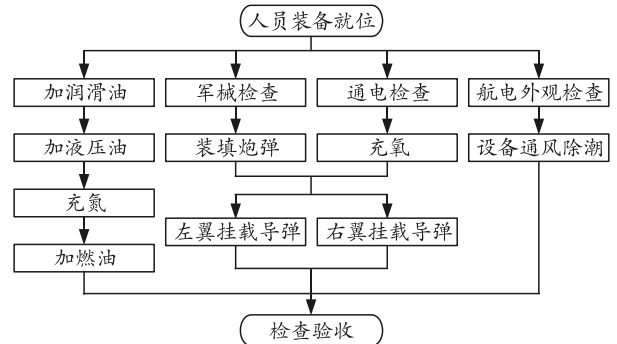 人员装备就位
加润滑油
军械检查
通电检查
航电外观检查
加液压油
装填炮弹
充氧
设备通风除潮
充氮
左翼挂载导弹
右翼挂载导弹
加燃油
检查验收